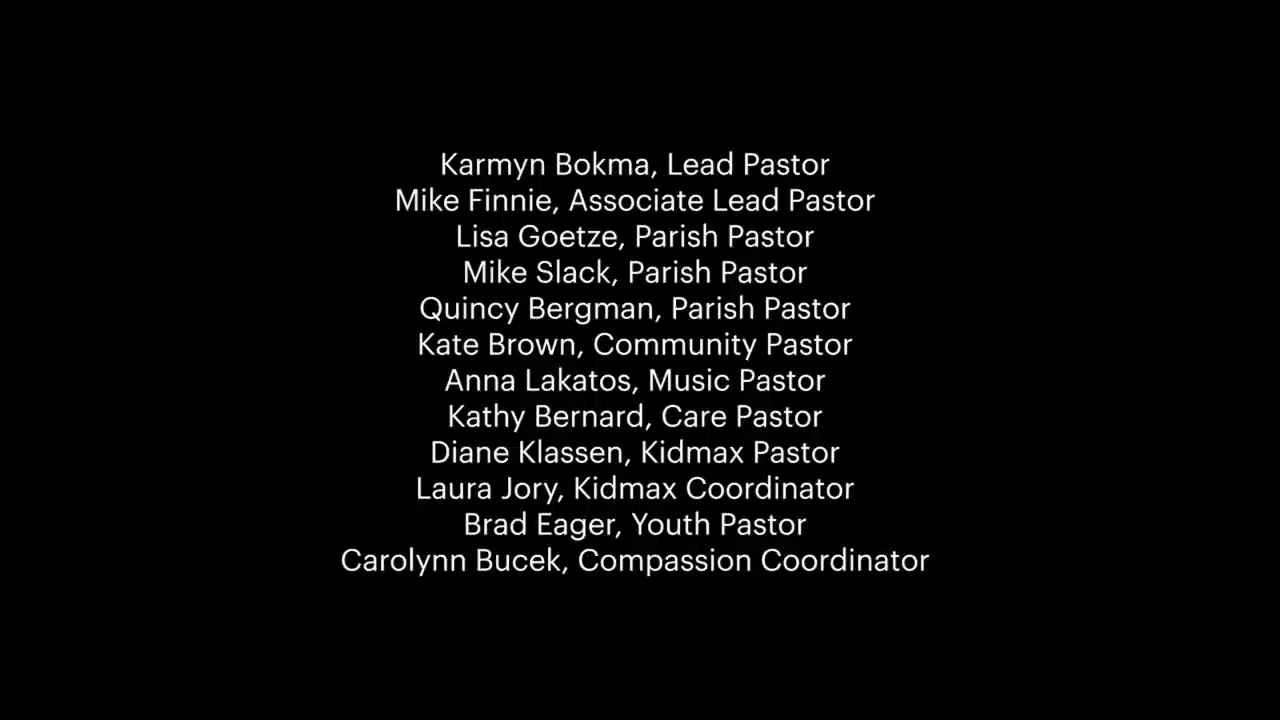 Karmyn Bokma, Lead Pastor
Mike Finnie, Associate Lead Pastor
Lisa Goetze, Parish Pastor
Mike Slack, Parish Pastor
Quincy Bergman, Parish Pastor
Kate Brown, Community Pastor
Anna Lakatos, Music Pastor
Kathy Bernard, Care Pastor
Diane Klassen, Kidmax Pastor
Laura Jory, Kidmax Coordinator
Brad Eager, Youth Pastor
Carolynn Bucek, Compassion Coordinator